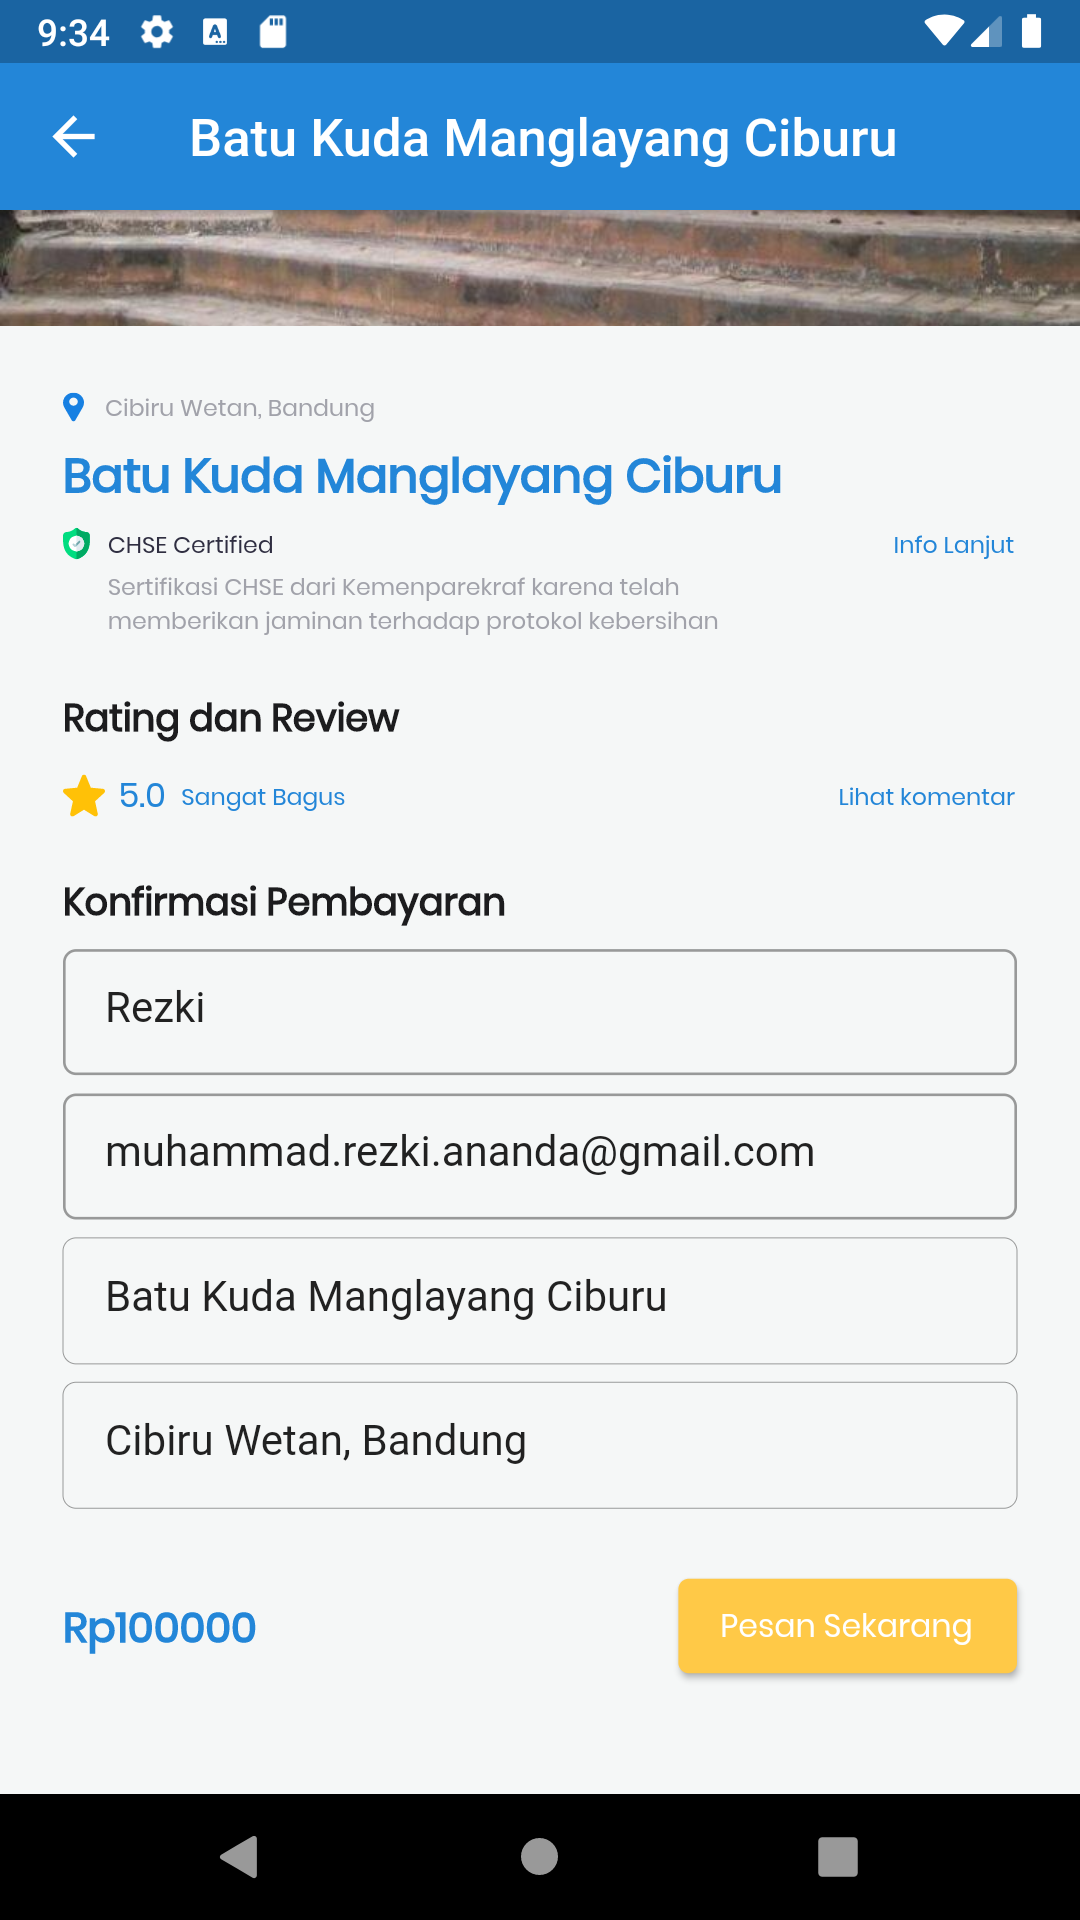 9:34
Batu Kuda Manglayang Ciburu
Cibiru Wetan, Bandung
Batu Kuda Manglayang Ciburu
CHSE Certified
Info Lanjut
Sertifikasi CHSE dari Kemenparekraf karena telah
memberikan jaminan terhadap protokol kebersihan
Rating dan Review
5.0 Sangat Bagus
Lihat komentar
Konfirmasi Pembayaran
Rezki
muhammad.rezki.ananda@gmail.com
Batu Kuda Manglayang Ciburu
Cibiru Wetan, Bandung
Rp100000
Pesan Sekarang